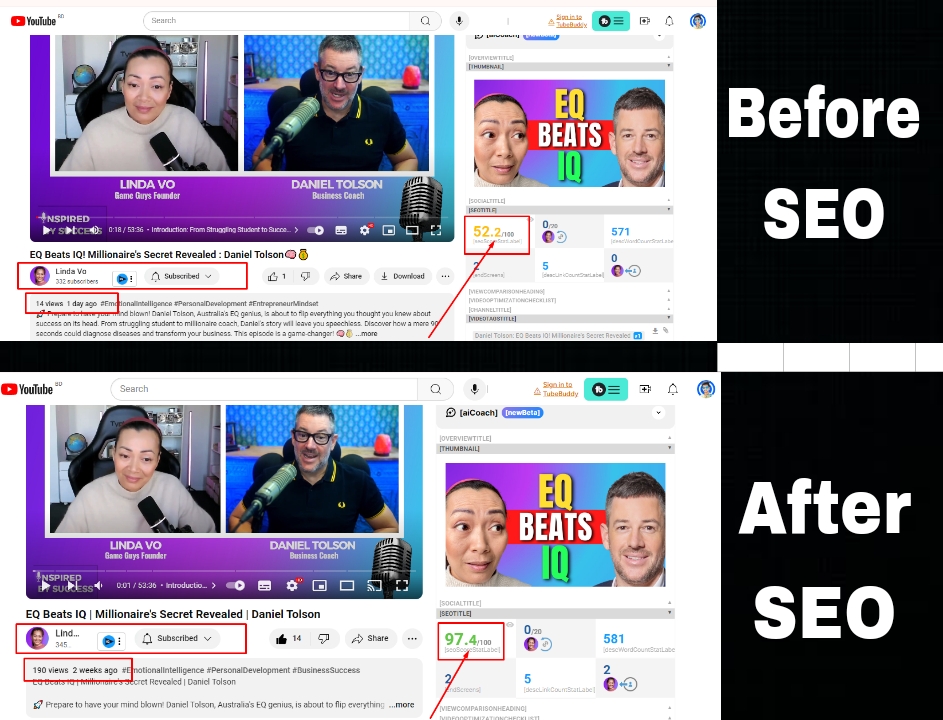 YouTube BD
Search
Sign in to
TubeBuddy
[aiCoach] [newBeta]
[OVERVIEWTITLE]
[THUMBNAIL]
EQ
BEATS
IQ
LINDA VO
Game Guys Founder
DANIEL TOLSON
Business Coach
INSPIRED
BY SUCCESS
0:18 / 53:36 • Introduction: From Struggling Student to Succe...
[SOCIALTITLE]
[SEOTITLE]
52.2/100
[seoScoreStatLabel]
0/20
571
[descWordCountStatLabel]
2
[endScreens]
5
[descLinkCountStatLabel]
0
[VIEWCOMPARISONHEADING]
[VIDEOOPTIMIZATIONCHECKLIST]
[CHANNELTITLE]
[VIDEOTAGSTITLE]
Daniel Tolson: EQ Beats IQ! Millionaire's Secret Revealed #1
EQ Beats IQ! Millionaire's Secret Revealed : Daniel Tolson🧠💰
Linda Vo
332 subscribers
Subscribed
1
Share
Download
14 views 1 day ago #EmotionalIntelligence #PersonalDevelopment #EntrepreneurMindset
🚀 Prepare to have your mind blown! Daniel Tolson, Australia's EQ genius, is about to flip everything you thought you knew about
success on its head. From struggling student to millionaire coach, Daniel's story will leave you speechless. Discover how a mere 90
seconds could diagnose diseases and transform your business. This episode is a game-changer! 🧠💰 ...more
Before
SEO
YouTube BD
Search
Sign in to
TubeBuddy
[aiCoach] [newBeta]
[OVERVIEWTITLE]
[THUMBNAIL]
EQ
BEATS
IQ
LINDA VO
Game Guys Founder
DANIEL TOLSON
Business Coach
INSPIRED
BY SUCCESS
0:01 / 53:36 • Introductio...
[SOCIALTITLE]
[SEOTITLE]
97.4/100
[seoScoreStatLabel]
0/20
581
[descWordCountStatLabel]
2
[endScreens]
5
[descLinkCountStatLabel]
2
[VIEWCOMPARISONHEADING]
[VIDEOOPTIMIZATIONCHECKLIST]
EQ Beats IQ | Millionaire's Secret Revealed | Daniel Tolson
Lind...
345...
Subscribed
14
Share
190 views 2 weeks ago #EmotionalIntelligence #PersonalDevelopment #BusinessSuccess
EQ Beats IQ | Millionaire's Secret Revealed | Daniel Tolson
🚀 Prepare to have your mind blown! Daniel Tolson, Australia's EQ genius, is about to flip everything ...more
After
SEO